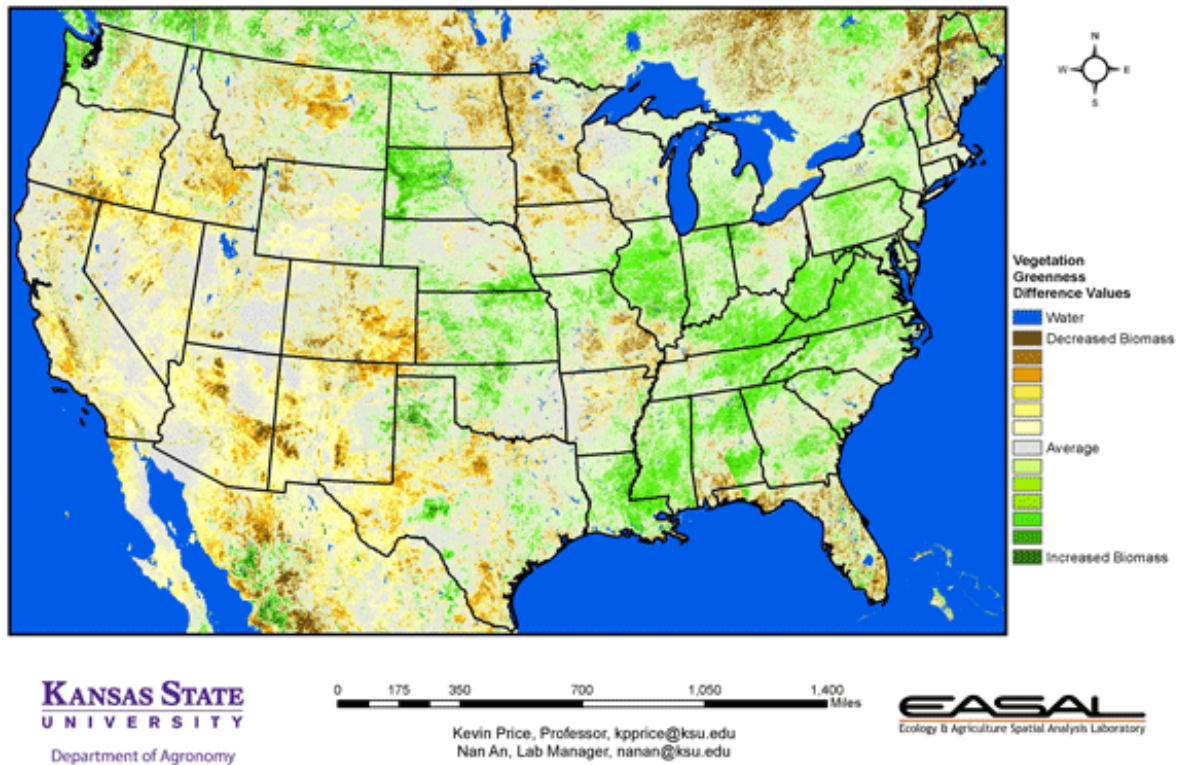 N
W
E
S
Vegetation
Greenness
Difference Values
Water
Decreased Biomass
Average
Increased Biomass
KANSAS STATE
UNIVERSITY
Department of Agronomy
0 175 350 700 1,050 1,400
Miles
Kevin Price, Professor, kpprice@ksu.edu
Nan An, Lab Manager, nanan@ksu.edu
EASAL
Ecology & Agriculture Spatial Analysis Laboratory